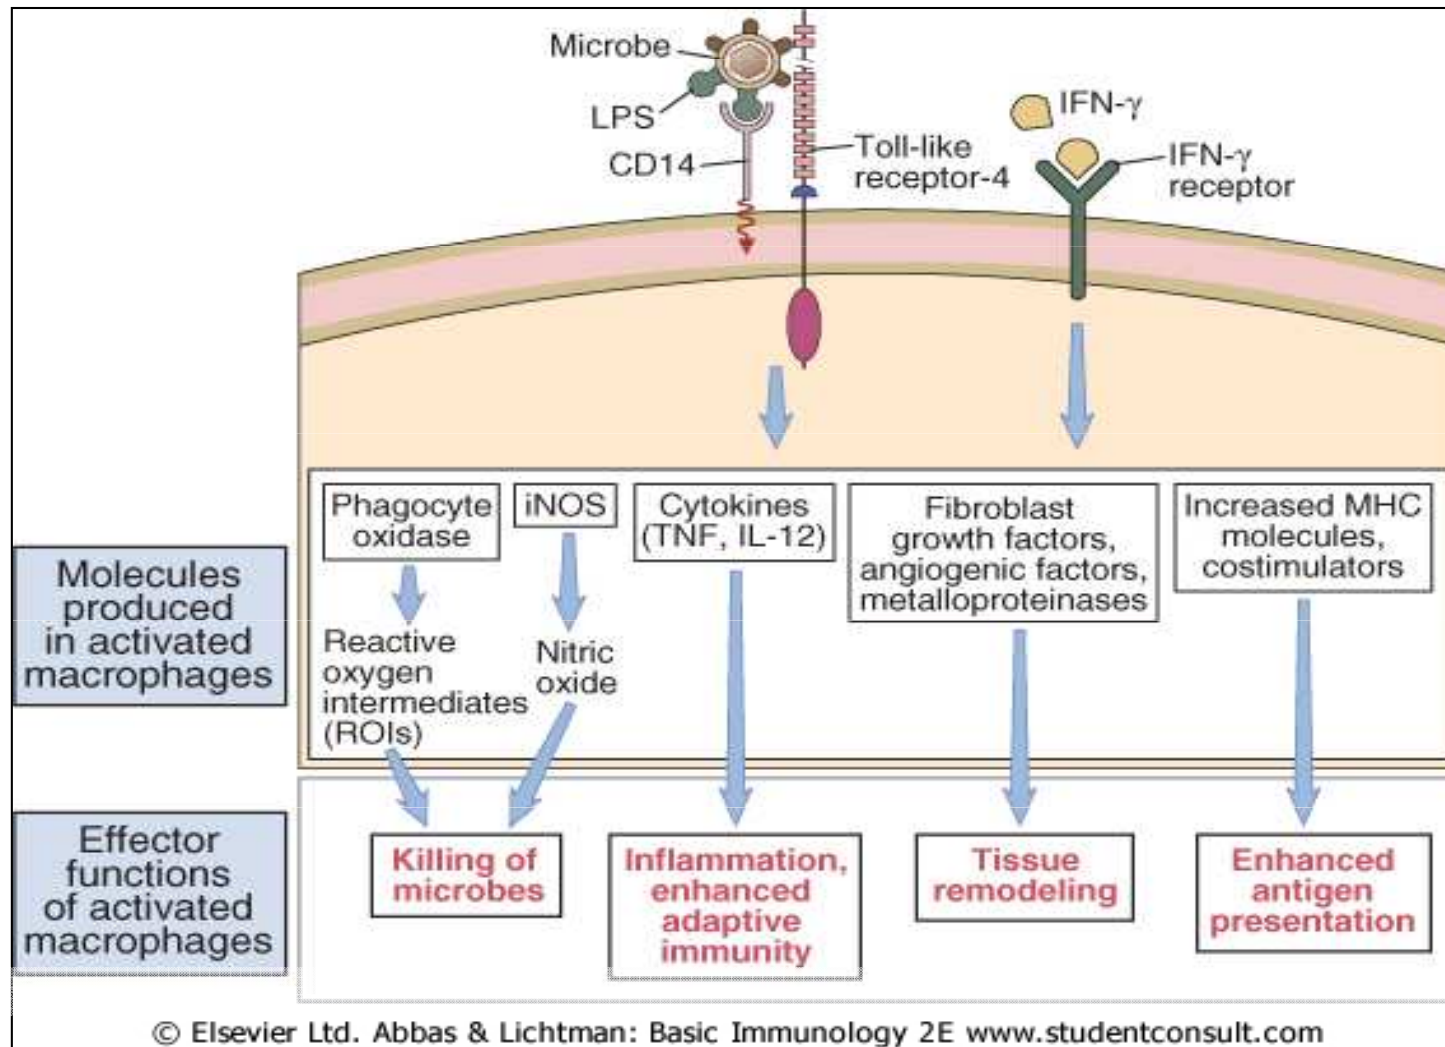 Microbe
LPS
CD14
Toll-like
receptor-4
IFN-γ
IFN-γ
receptor
Molecules
produced
in activated
macrophages
Phagocyte
oxidase
iNOS
Cytokines
(TNF, IL-12)
Fibroblast
growth factors,
angiogenic factors,
metalloproteinases
Increased MHC
molecules,
costimulators
Reactive
oxygen
intermediates
(ROIs)
Nitric
oxide
Effector
functions
of activated
macrophages
Killing of
microbes
Inflammation,
enhanced
adaptive
immunity
Tissue
remodeling
Enhanced
antigen
presentation
© Elsevier Ltd. Abbas & Lichtman: Basic Immunology 2E www.studentconsult.com